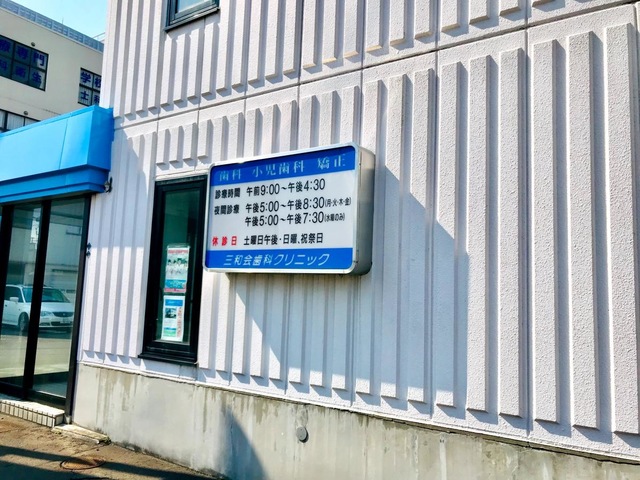 歯科 小児歯科 矯正
診療時間 午前9:00〜午後4:30
夜間診療 午後5:00〜午後8:30(月・火・木・金)
午後5:00〜午後7:30(水曜のみ)
休診日 土曜日午後・日曜、祝祭日
三和会歯科クリニック